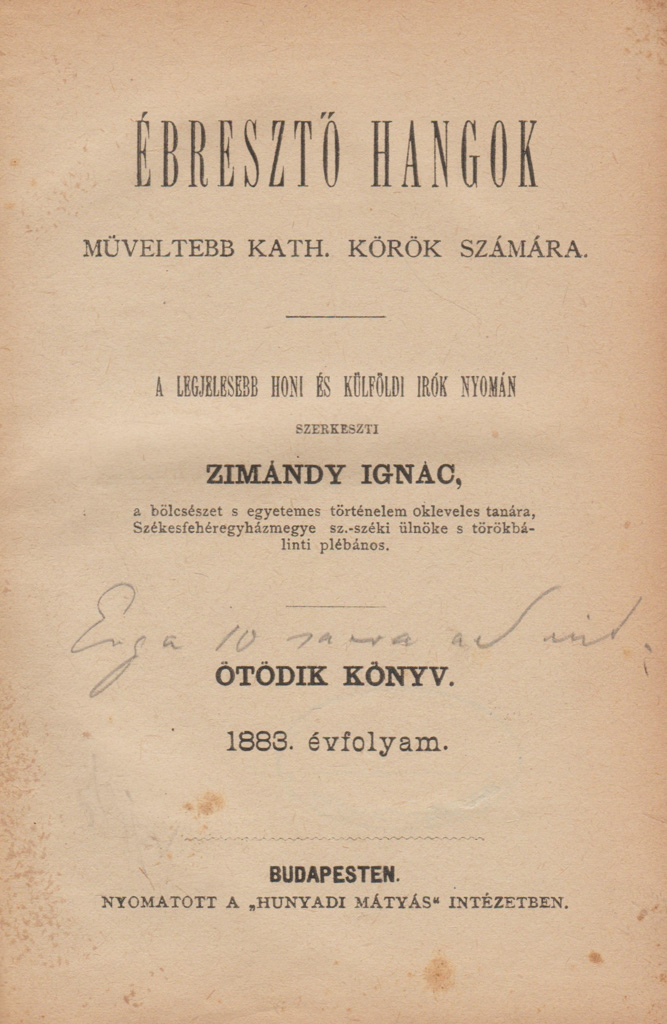 ÉBRESZTŐ HANGOK
MÜVELTEBB KATH. KÖRÖK SZÁMÁRA.
A LEGJELESEBB HONI ÉS KÜLFÖLDI IRÓK NYOMÁN
SZERKESZTI
ZIMÁNDY IGNÁC,
a bölcsészet s egyetemes történelem okleveles tanára,
Székesfehéregyházmegye sz.-széki ülnöke s törökbá-
linti plébános.
10
ÖTÖDIK KÖNYV.
1883. évfolyam.
BUDAPESTEN.
NYOMATOTT A „HUNYADI MÁTYÁS“ INTÉZETBEN.